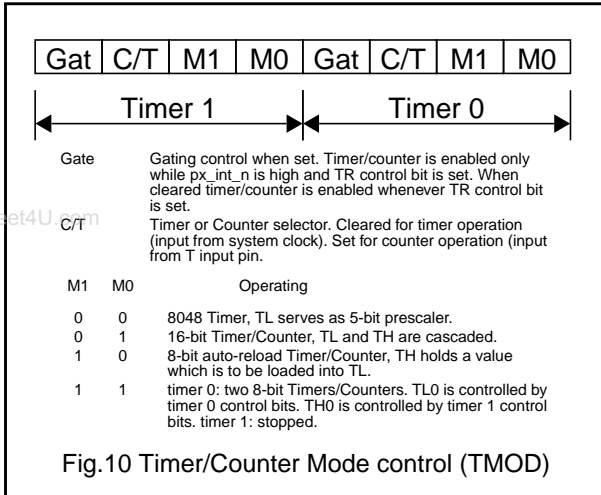 Gat C/T M1 M0 Gat C/T M1 M0
Timer 1 Timer 0
Gate Gating control when set. Timer/counter is enabled only
while px_int_n is high and TR control bit is set. When
cleared timer/counter is enabled whenever TR control bit
is set.
eet4U.com
C/T Timer or Counter selector. Cleared for timer operation
(input from system clock). Set for counter operation (input
from T input pin.
M1 M0 Operating
0 0 8048 Timer, TL serves as 5-bit prescaler.
0 1 16-bit Timer/Counter, TL and TH are cascaded.
1 0 8-bit auto-reload Timer/Counter, TH holds a value
which is to be loaded into TL.
1 1 timer 0: two 8-bit Timers/Counters. TL0 is controlled by
timer 0 control bits. TH0 is controlled by timer 1 control
bits. timer 1: stopped.
Fig.10 Timer/Counter Mode control (TMOD)